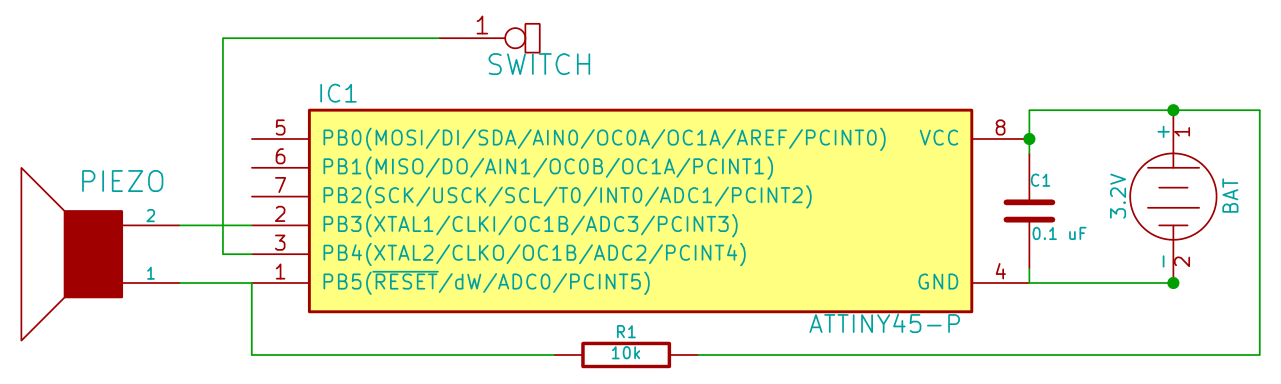 1
SWITCH
IC1
5 PB0(MOSI/DI/SDA/AIN0/OC0A/OC1A/AREF/PCINT0) VCC 8
+ 1
6 PB1(MISO/DO/AIN1/OC0B/OC1A/PCINT1)
PIEZO
C1
7 PB2(SCK/USCK/SCL/T0/INT0/ADC1/PCINT2)
3.2V
BAT
2 2 PB3(XTAL1/CLKI/OC1B/ADC3/PCINT3)
0.1 uF
3 PB4(XTAL2/CLKO/OC1B/ADC2/PCINT4)
- 2
1 1 PB5(RESET/dW/ADC0/PCINT5) GND 4
ATTINY45-P
R1
10k